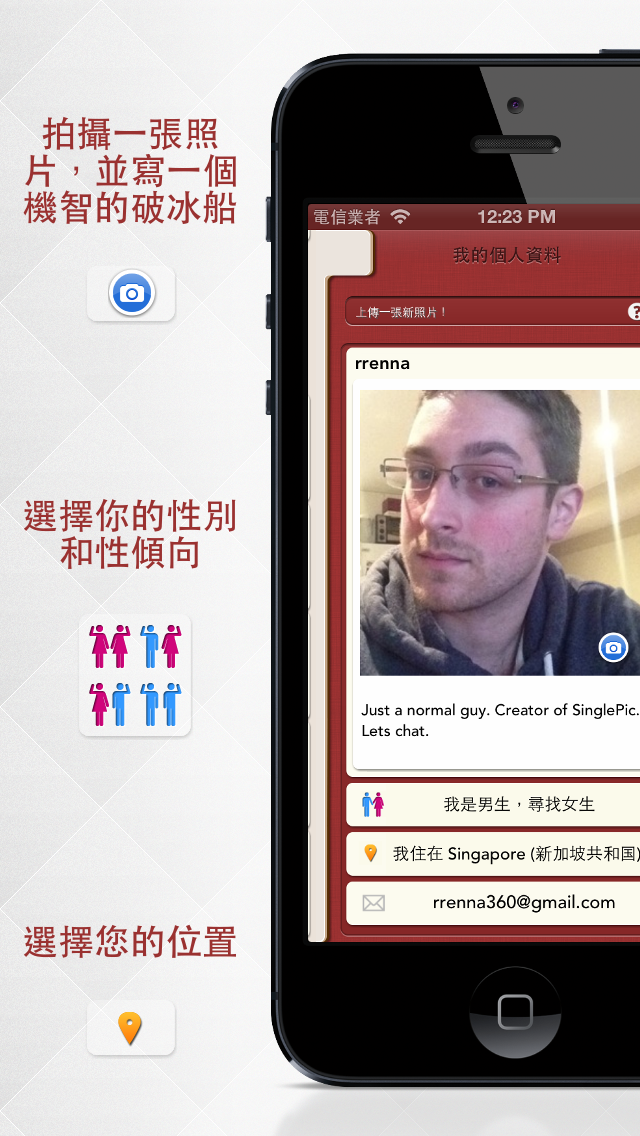 拍攝一張照
片，並寫一個
機智的破冰船
選擇你的性別
和性傾向
選擇您的位置
電信業者 12:23 PM
我的個人資料
上傳一張新照片！
?
rrenna
Just a normal guy. Creator of SinglePic.
Lets chat.
我是男生，尋找女生
我住在 Singapore (新加坡共和国)
rrenna360@gmail.com